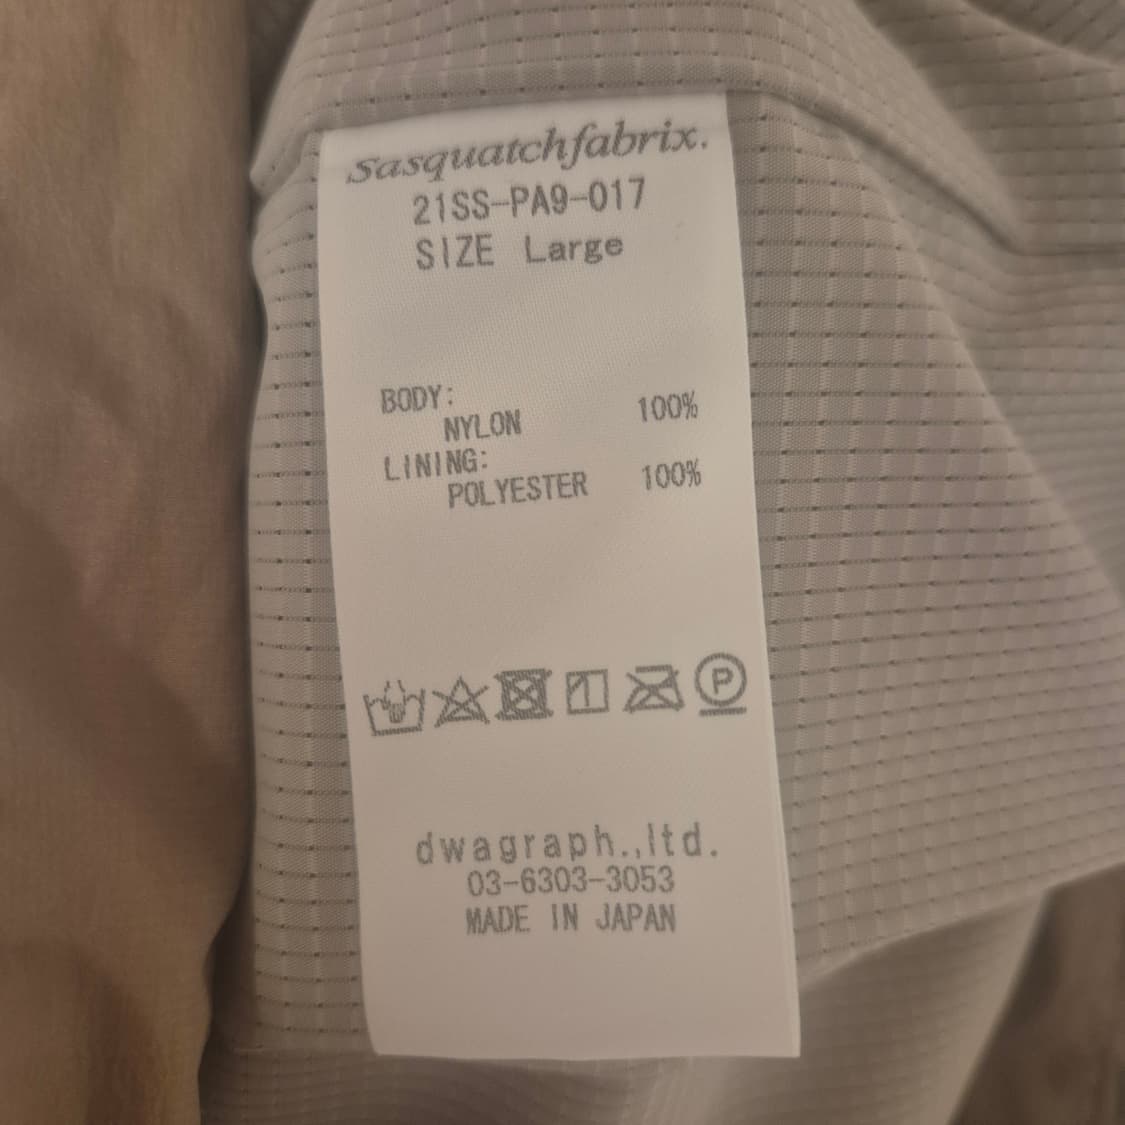 sasquatchfabrix.
21SS-PA9-017
SIZE Large
BODY:
NYLON 100%
LINING:
POLYESTER 100%
P
dwagraph.,ltd.
03-6303-3053
MADE IN JAPAN